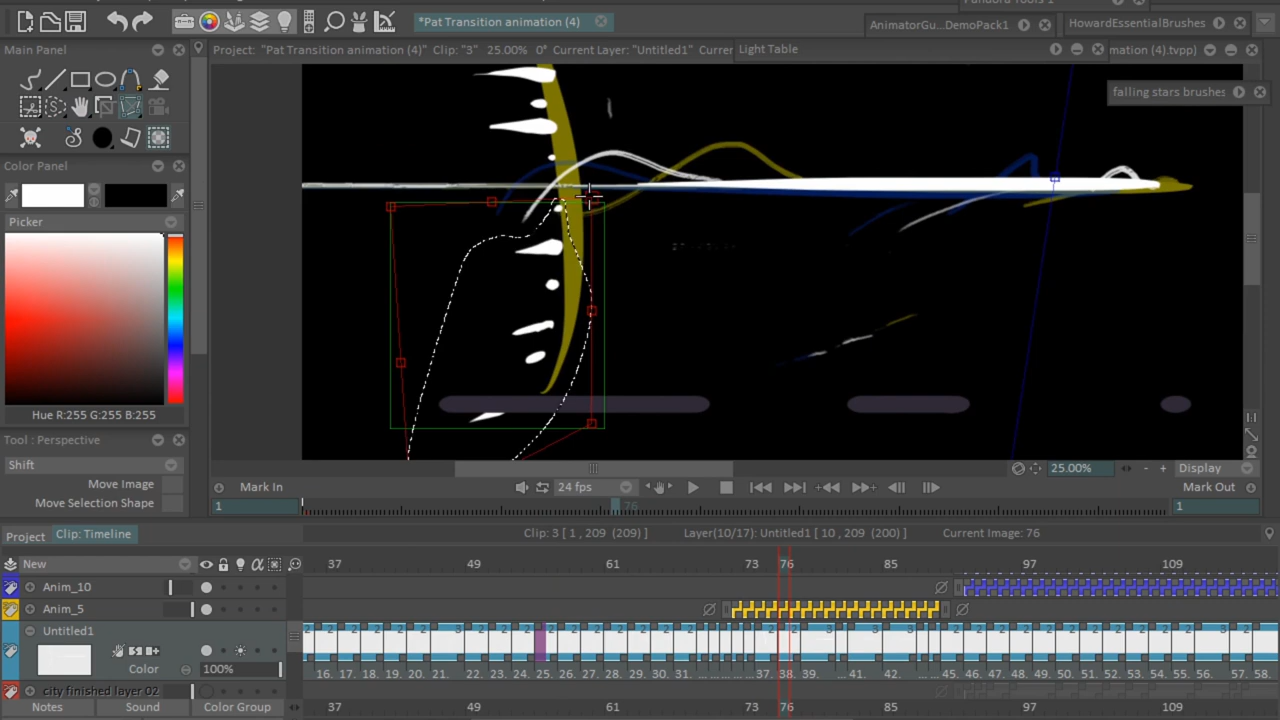 *Pat Transition animation (4)
AnimatorGu...DemoPack1
HowardEssentialBrushes
Main Panel
Project: "Pat Transition animation (4)" Clip: "3" 25.00% 0° Current Layer: "Untitled1" Currer
Light Table
mation (4).tvpp)
falling stars brushes
Color Panel
Picker
Hue R:255 G:255 B:255
Tool : Perspective
Shift
Move Image
Move Selection Shape
25.00%
- +
Display
Mark In
24 fps
Mark Out
1
76
1
Project
Clip: Timeline
Clip: 3 [ 1 , 209 (209) ]
Layer(10/17): Untitled1 [ 10 , 209 (200) ]
Current Image: 76
New
37 49 61 73 76 85 97 109
Anim_10
Anim_5
Untitled1
Color
100%
16. 17. 18. 19. 20. 21. 22. 23. 24. 25. 26. 27. 28. 29. 30. 31. ... ... 37. 38. 39. ... 41. 42. ... ... 45. 46. 47. 48. 49. 50. 51. 52. 53. 54. 55. 56. 57. 58.
city finished layer 02
Notes
Sound
Color Group
37 49 61 73 76 85 97 109